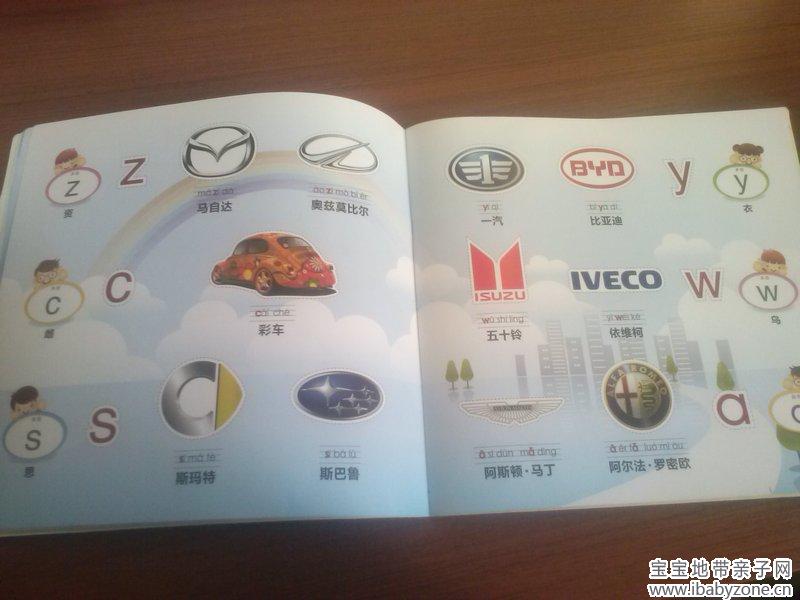 z
z
资
mǎ zì dá
马自达
ào zī mò bǐ ěr
奥兹莫比尔
c
c
cǎi chē
彩车
s
s
思
sī mǎ tè
斯玛特
sī bā lǔ
斯巴鲁
yī qì
一汽
BYD
bǐ yà dí
比亚迪
y
y
衣
ISUZU
wǔ shí líng
五十铃
IVECO
yī wéi kē
依维柯
w
w
乌
ā sī dùn mǎ dīng
阿斯顿·马丁
ALFA ROMEO
ā ěr fǎ luó mì ōu
阿尔法·罗密欧
a
宝宝地带亲子网
www.ibabyzone.cn